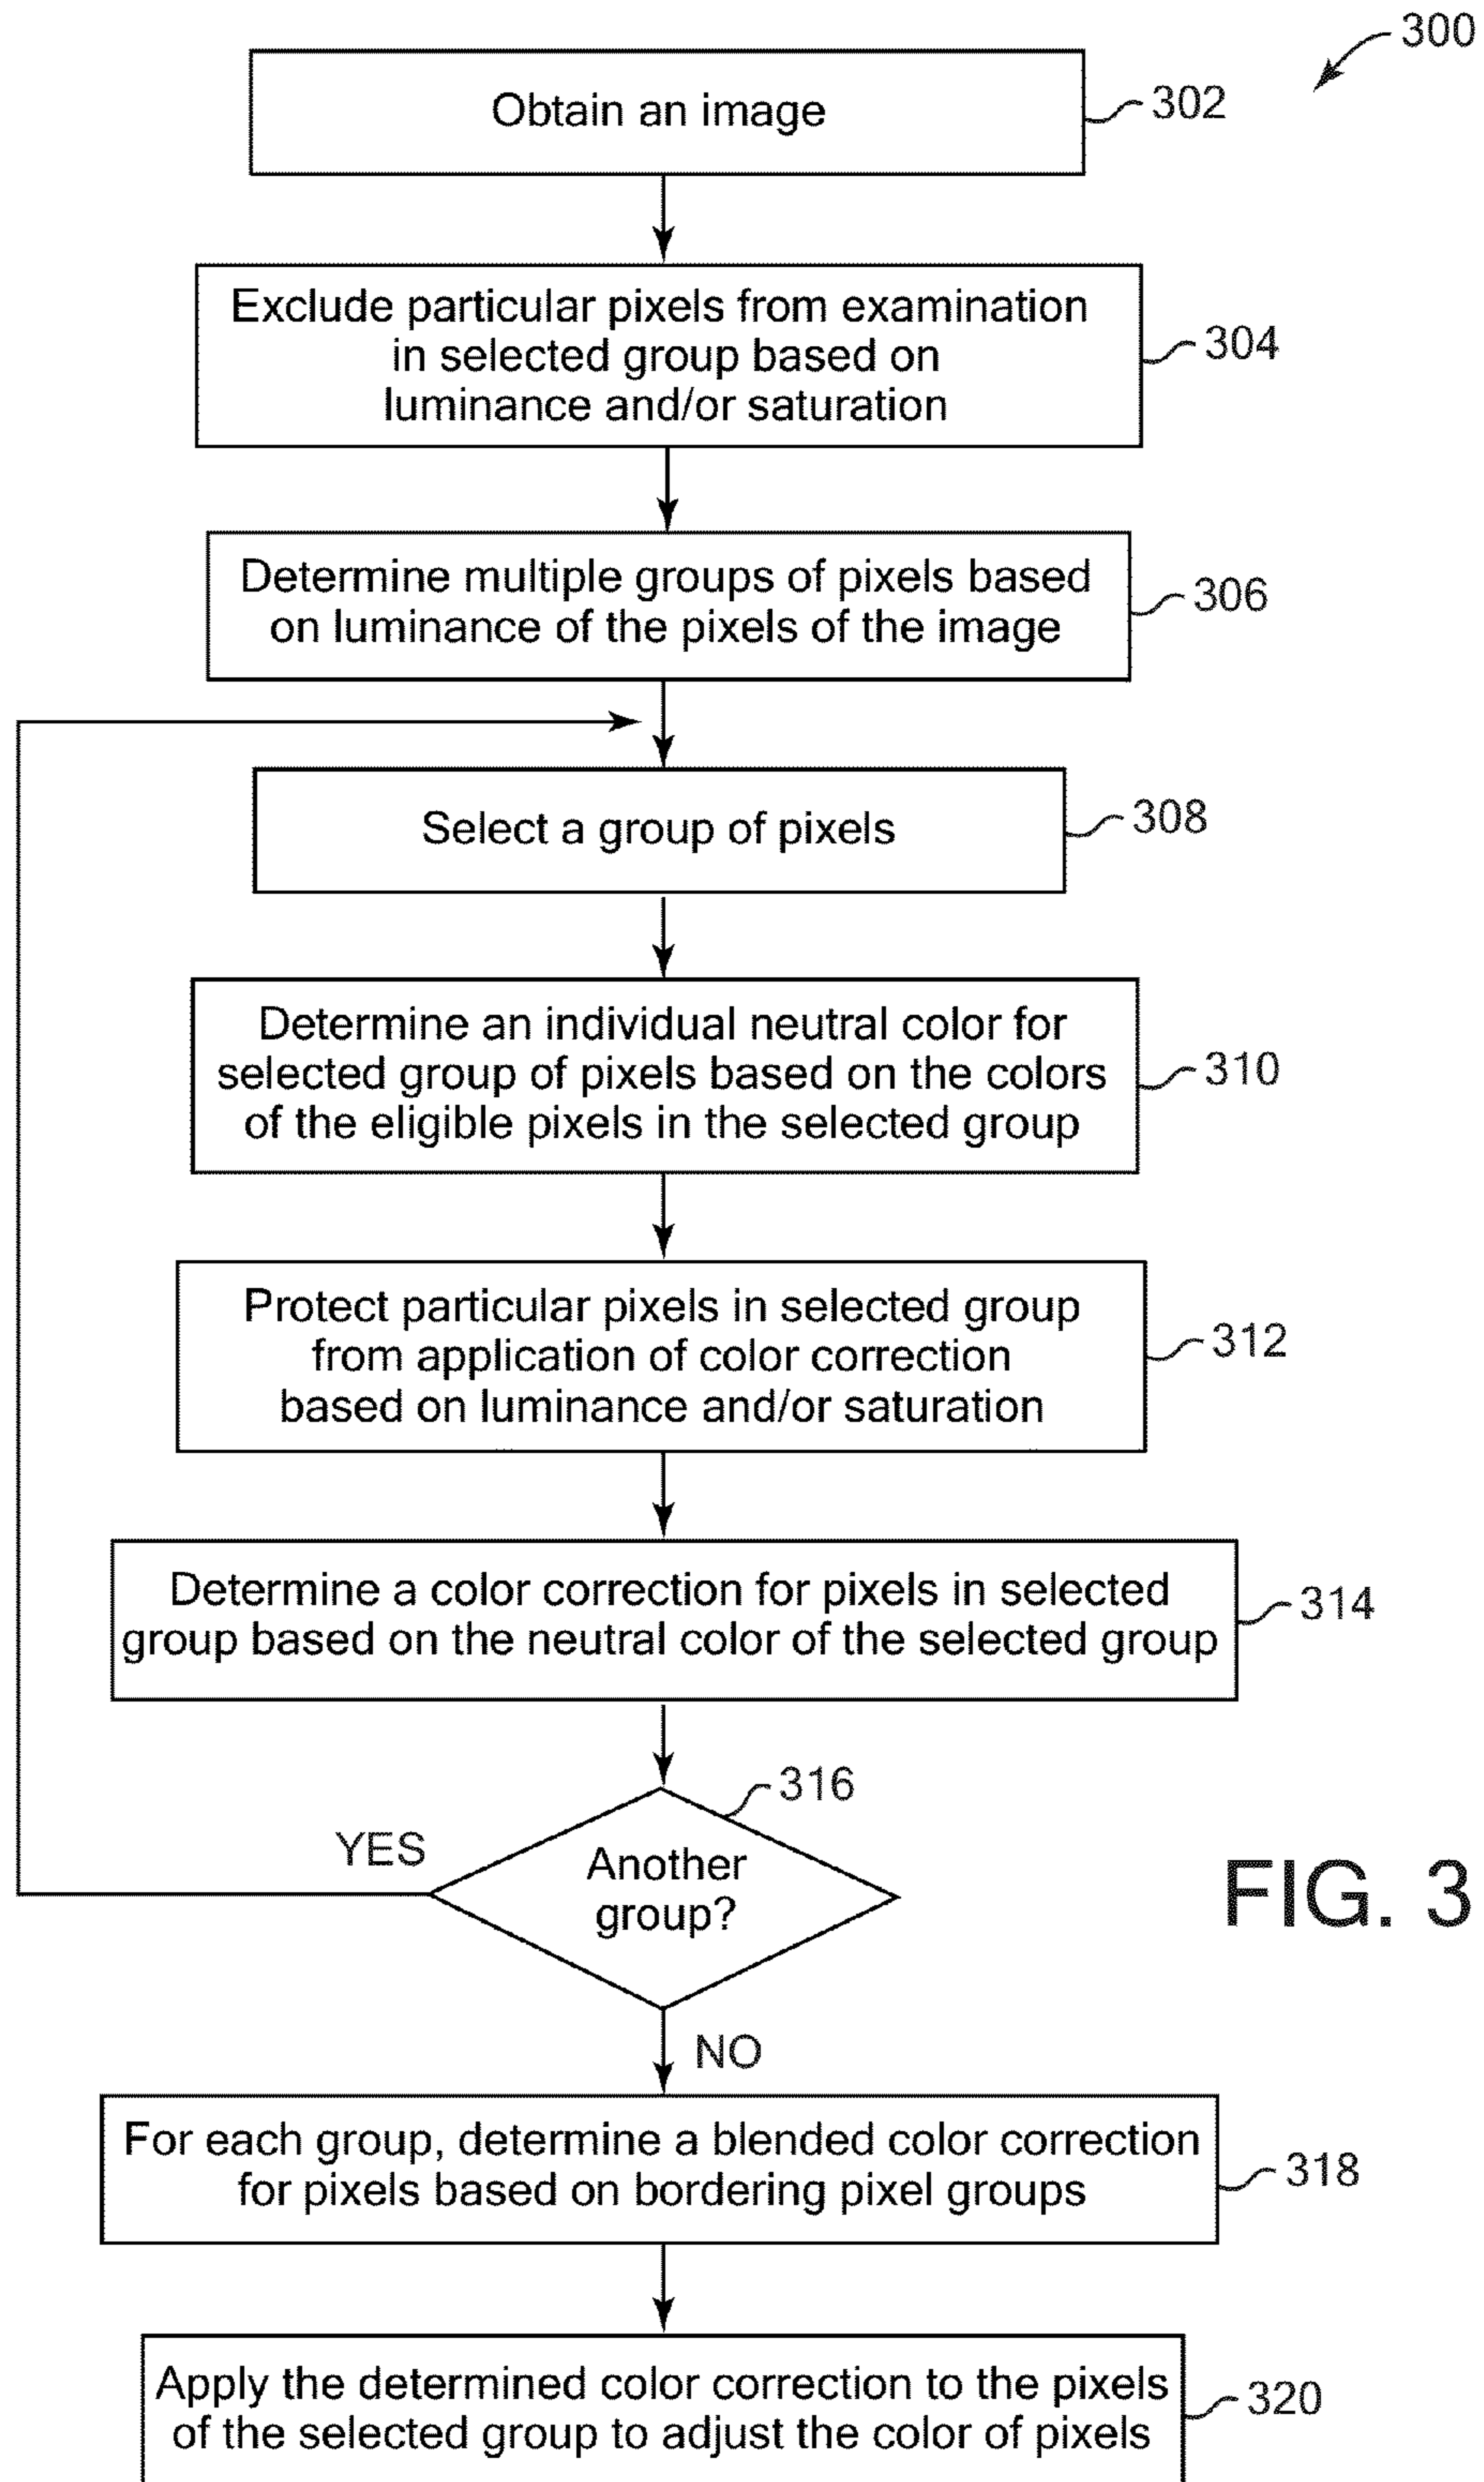 300
Obtain an image
302
Exclude particular pixels from examination
in selected group based on
luminance and/or saturation
304
Determine multiple groups of pixels based
on luminance of the pixels of the image
306
Select a group of pixels
308
Determine an individual neutral color for
selected group of pixels based on the colors
of the eligible pixels in the selected group
310
Protect particular pixels in selected group
from application of color correction
based on luminance and/or saturation
312
Determine a color correction for pixels in selected
group based on the neutral color of the selected group
314
316
YES
Another
group?
FIG. 3
NO
For each group, determine a blended color correction
for pixels based on bordering pixel groups
318
Apply the determined color correction to the pixels
of the selected group to adjust the color of pixels
320